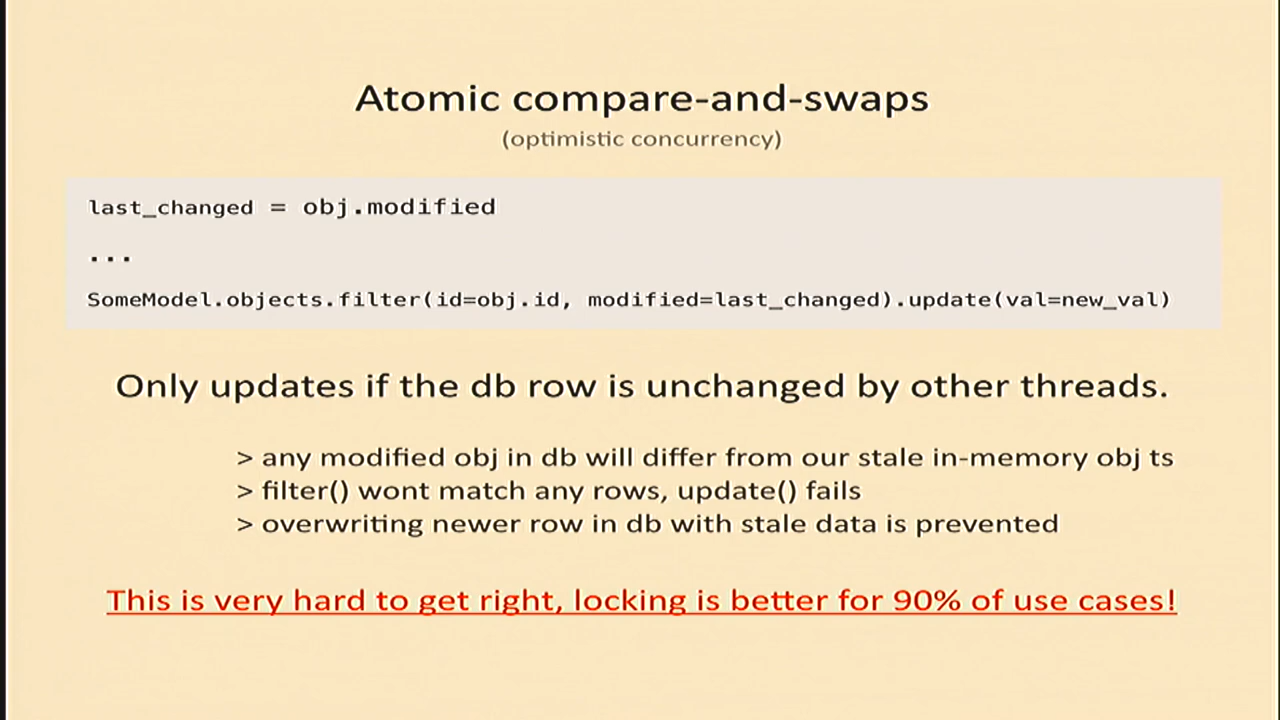 Atomic compare-and-swaps
(optimistic concurrency)
last_changed = obj.modified
...
SomeModel.objects.filter(id=obj.id, modified=last_changed).update(val=new_val)
Only updates if the db row is unchanged by other threads.
> any modified obj in db will differ from our stale in-memory obj ts
> filter() wont match any rows, update() fails
> overwriting newer row in db with stale data is prevented
This is very hard to get right, locking is better for 90% of use cases!